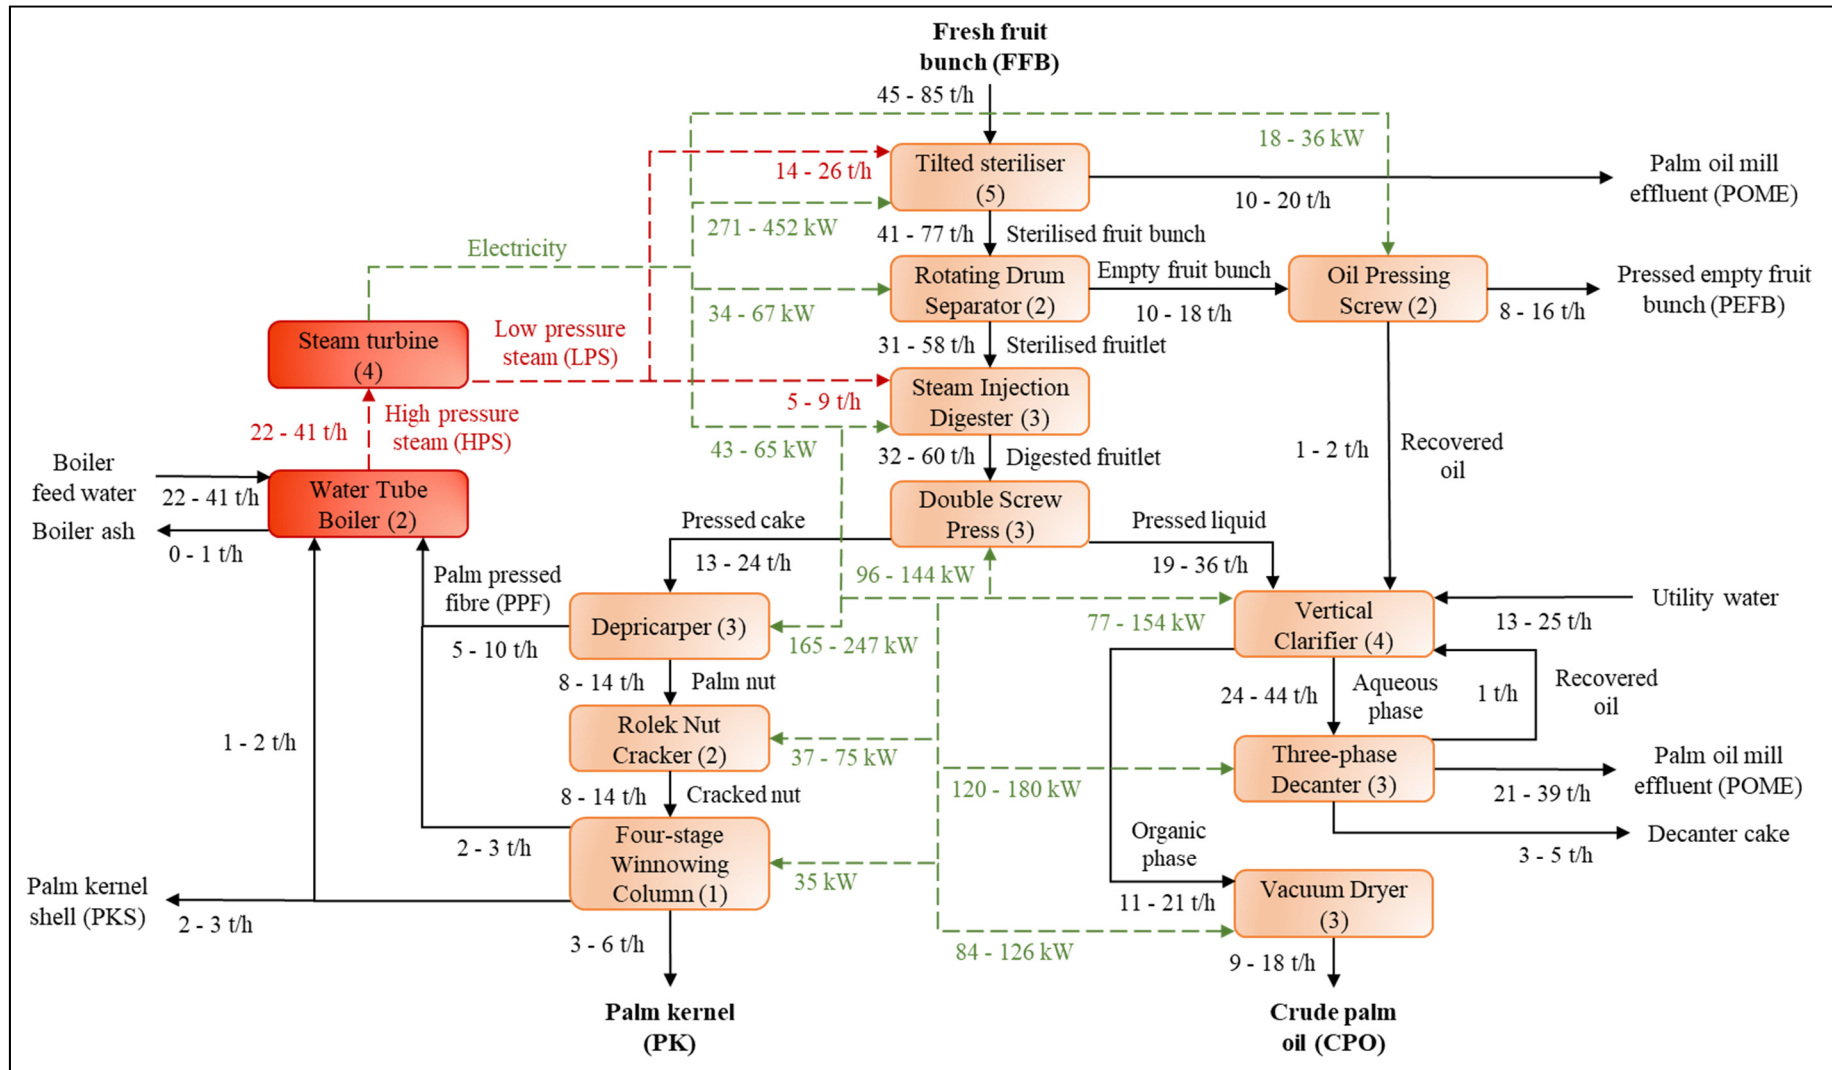 Fresh fruit
bunch (FFB)
45 - 85 t/h
18 - 36 kW
Tilted steriliser
(5)
14 - 26 t/h
Palm oil mill
effluent (POME)
10 - 20 t/h
271 - 452 kW
41 - 77 t/h
Sterilised fruit bunch
Electricity
Rotating Drum
Separator (2)
Empty fruit bunch
10 - 18 t/h
Oil Pressing
Screw (2)
Pressed empty fruit
bunch (PEFB)
8 - 16 t/h
34 - 67 kW
Steam turbine
(4)
Low pressure
steam (LPS)
31 - 58 t/h
Sterilised fruitlet
Steam Injection
Digester (3)
5 - 9 t/h
High pressure
steam (HPS)
22 - 41 t/h
43 - 65 kW
32 - 60 t/h
Digested fruitlet
1 - 2 t/h
Recovered
oil
Boiler
feed water
22 - 41 t/h
Water Tube
Boiler (2)
Boiler ash
0 - 1 t/h
Double Screw
Press (3)
Pressed cake
13 - 24 t/h
Pressed liquid
19 - 36 t/h
Palm pressed
fibre (PPF)
5 - 10 t/h
96 - 144 kW
Depricarper (3)
165 - 247 kW
77 - 154 kW
Vertical
Clarifier (4)
Utility water
13 - 25 t/h
8 - 14 t/h
Palm nut
24 - 44 t/h
Aqueous
phase
1 t/h
Recovered
oil
1 - 2 t/h
Rolek Nut
Cracker (2)
37 - 75 kW
120 - 180 kW
Three-phase
Decanter (3)
Palm oil mill
effluent (POME)
21 - 39 t/h
8 - 14 t/h
Cracked nut
Decanter cake
3 - 5 t/h
2 - 3 t/h
Four-stage
Winnowing
Column (1)
35 kW
Organic
phase
11 - 21 t/h
Vacuum Dryer
(3)
Palm kernel
shell (PKS)
2 - 3 t/h
3 - 6 t/h
84 - 126 kW
9 - 18 t/h
Palm kernel
(PK)
Crude palm
oil (CPO)